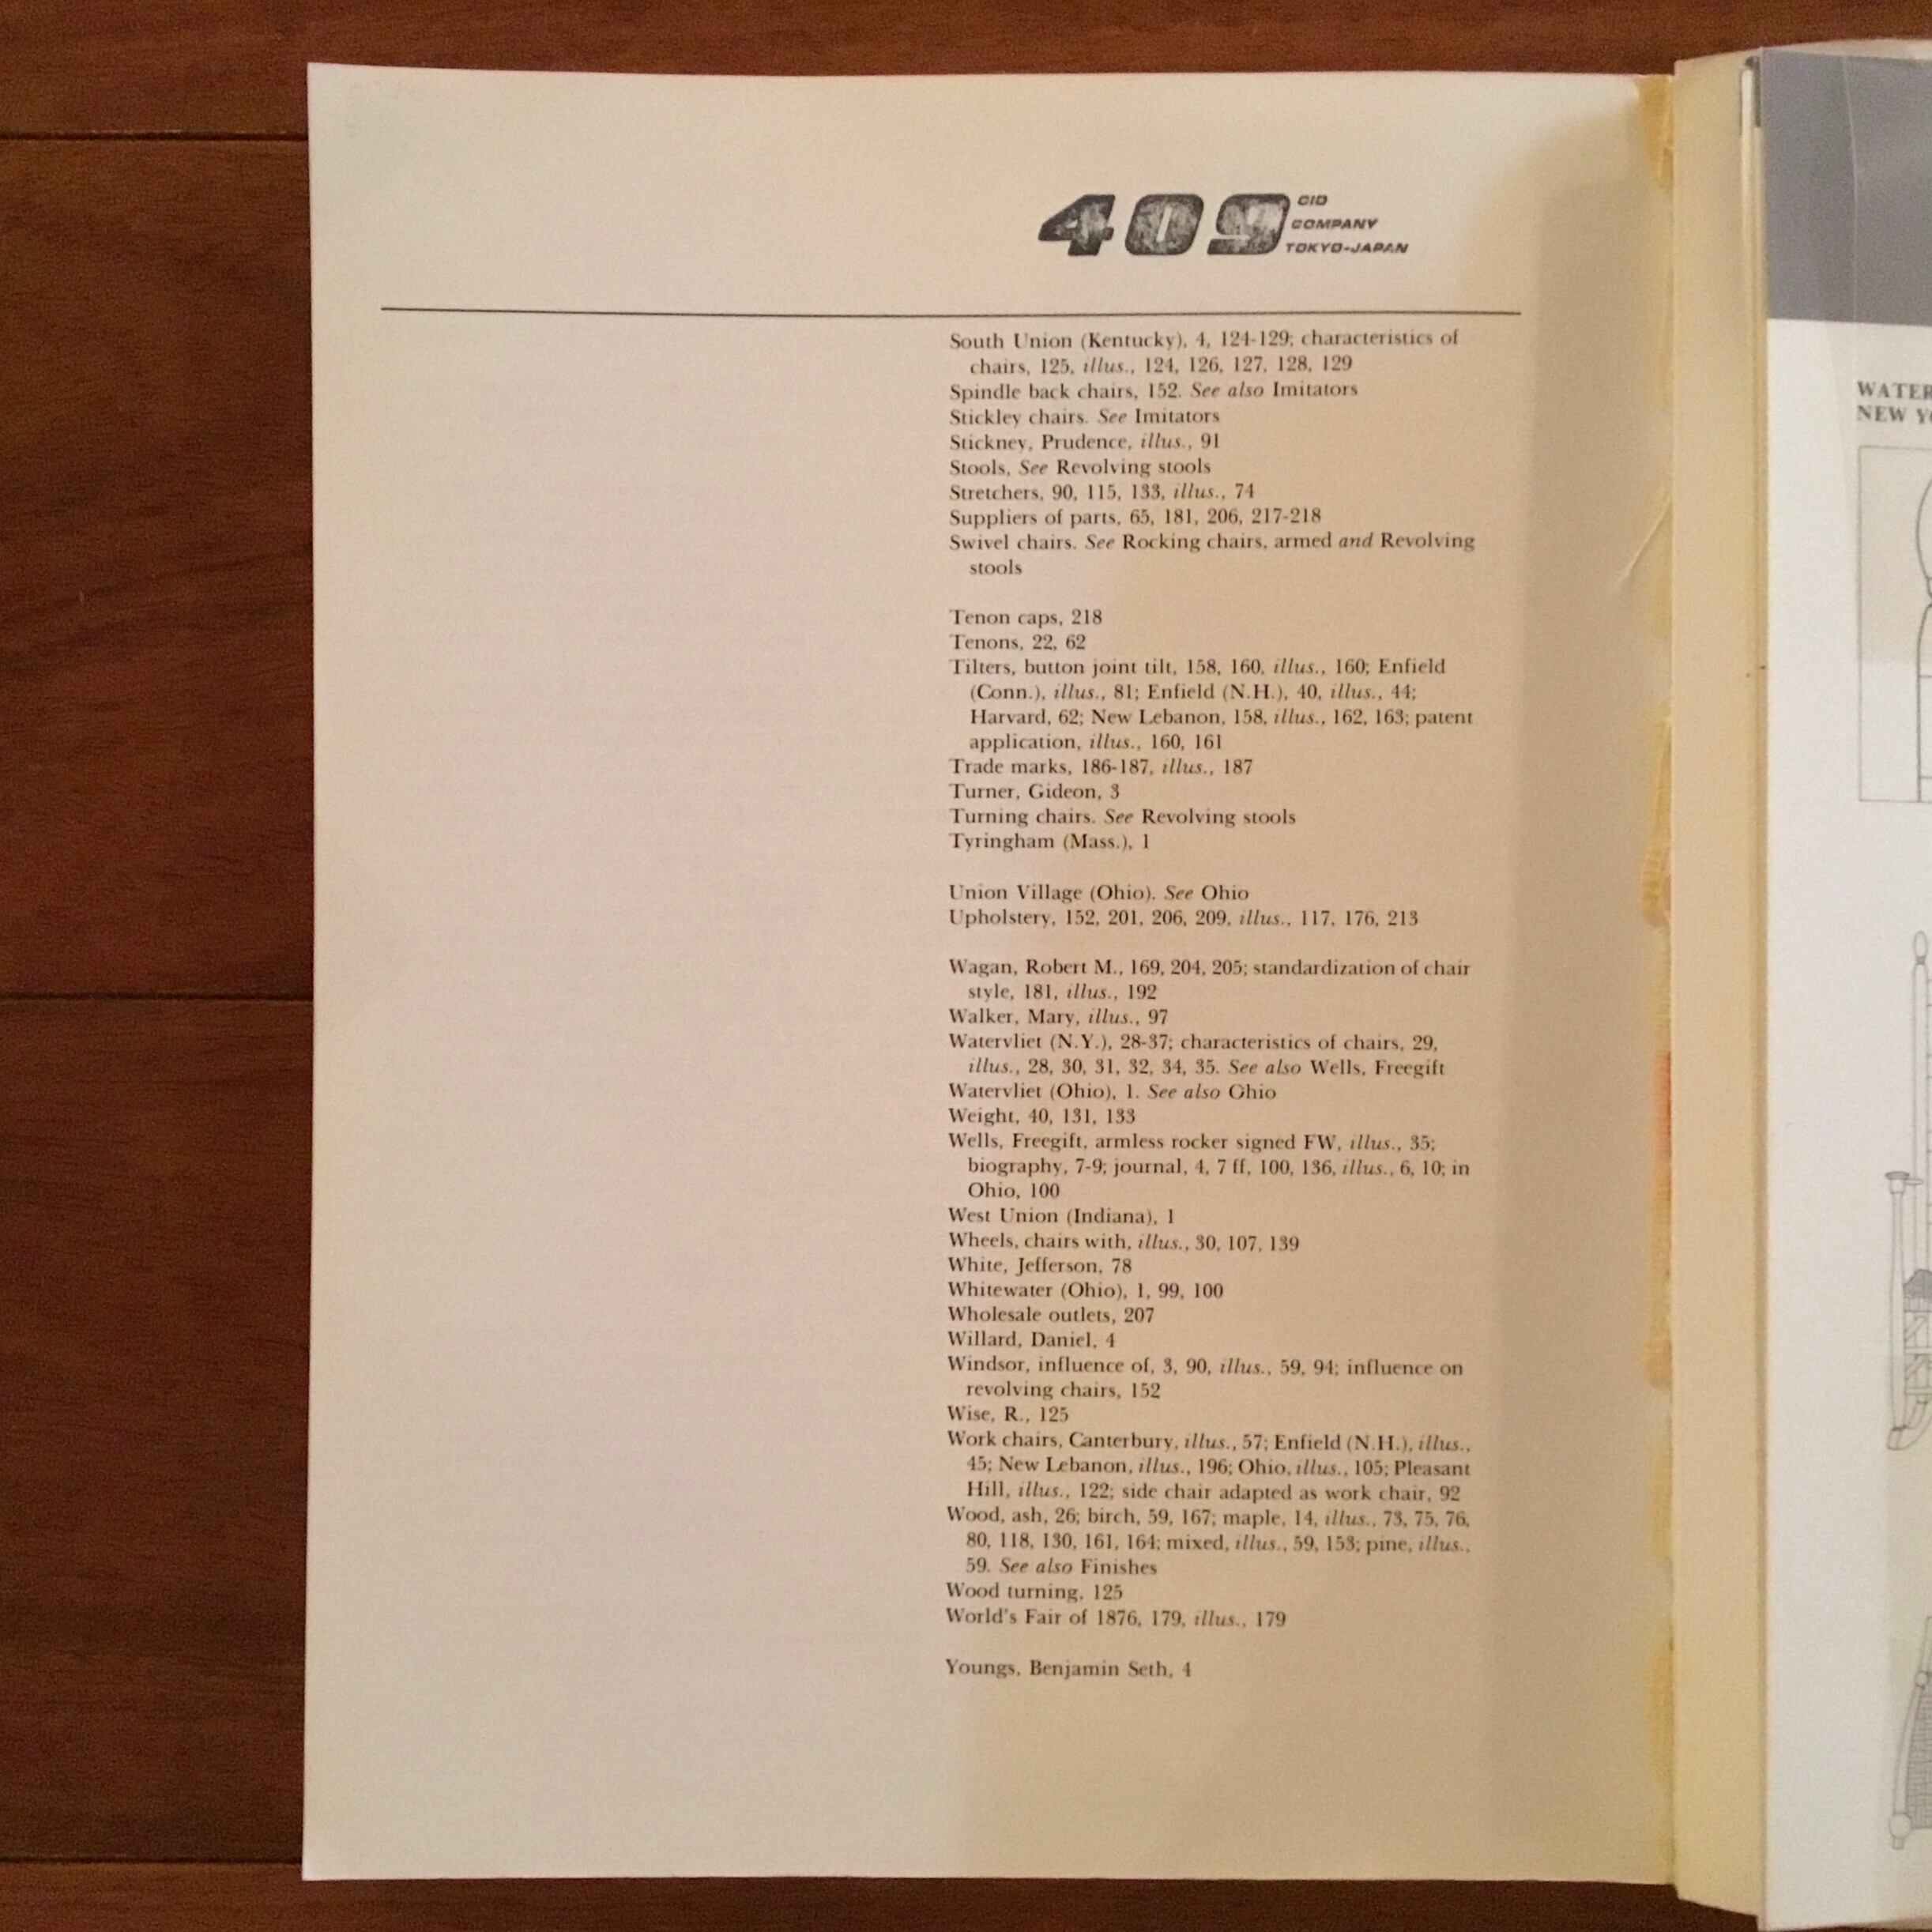 409
CID
COMPANY
TOKYO-JAPAN
South Union (Kentucky), 4, 124-129; characteristics of
chairs, 125, illus., 124, 126, 127, 128, 129
Spindle back chairs, 152. See also Imitators
Stickley chairs. See Imitators
Stickney, Prudence, illus., 91
Stools, See Revolving stools
Stretchers, 90, 115, 133, illus., 74
Suppliers of parts, 65, 181, 206, 217-218
Swivel chairs. See Rocking chairs, armed and Revolving
stools
Tenon caps, 218
Tenons, 22, 62
Tilters, button joint tilt, 158, 160, illus., 160; Enfield
(Conn.), illus., 81; Enfield (N.H.), 40, illus., 44;
Harvard, 62; New Lebanon, 158, illus., 162, 163; patent
application, illus., 160, 161
Trade marks, 186-187, illus., 187
Turner, Gideon, 3
Turning chairs. See Revolving stools
Tyringham (Mass.), 1
Union Village (Ohio). See Ohio
Upholstery, 152, 201, 206, 209, illus., 117, 176, 213
Wagan, Robert M., 169, 204, 205; standardization of chair
style, 181, illus., 192
Walker, Mary, illus., 97
Watervliet (N.Y.), 28-37; characteristics of chairs, 29,
illus., 28, 30, 31, 32, 34, 35. See also Wells, Freegift
Watervliet (Ohio), 1. See also Ohio
Weight, 40, 131, 133
Wells, Freegift, armless rocker signed FW, illus., 35;
biography, 7-9; journal, 4, 7 ff, 100, 136, illus., 6, 10; in
Ohio, 100
West Union (Indiana), 1
Wheels, chairs with, illus., 30, 107, 139
White, Jefferson, 78
Whitewater (Ohio), 1, 99, 100
Wholesale outlets, 207
Willard, Daniel, 4
Windsor, influence of, 3, 90, illus., 59, 94; influence on
revolving chairs, 152
Wise, R., 125
Work chairs, Canterbury, illus., 57; Enfield (N.H.), illus.,
45; New Lebanon, illus., 196; Ohio, illus., 105; Pleasant
Hill, illus., 122; side chair adapted as work chair, 92
Wood, ash, 26; birch, 59, 167; maple, 14, illus., 73, 75, 76,
80, 118, 130, 161, 164; mixed, illus., 59, 153; pine, illus.,
59. See also Finishes
Wood turning, 125
World's Fair of 1876, 179, illus., 179
Youngs, Benjamin Seth, 4
WATER
NEW